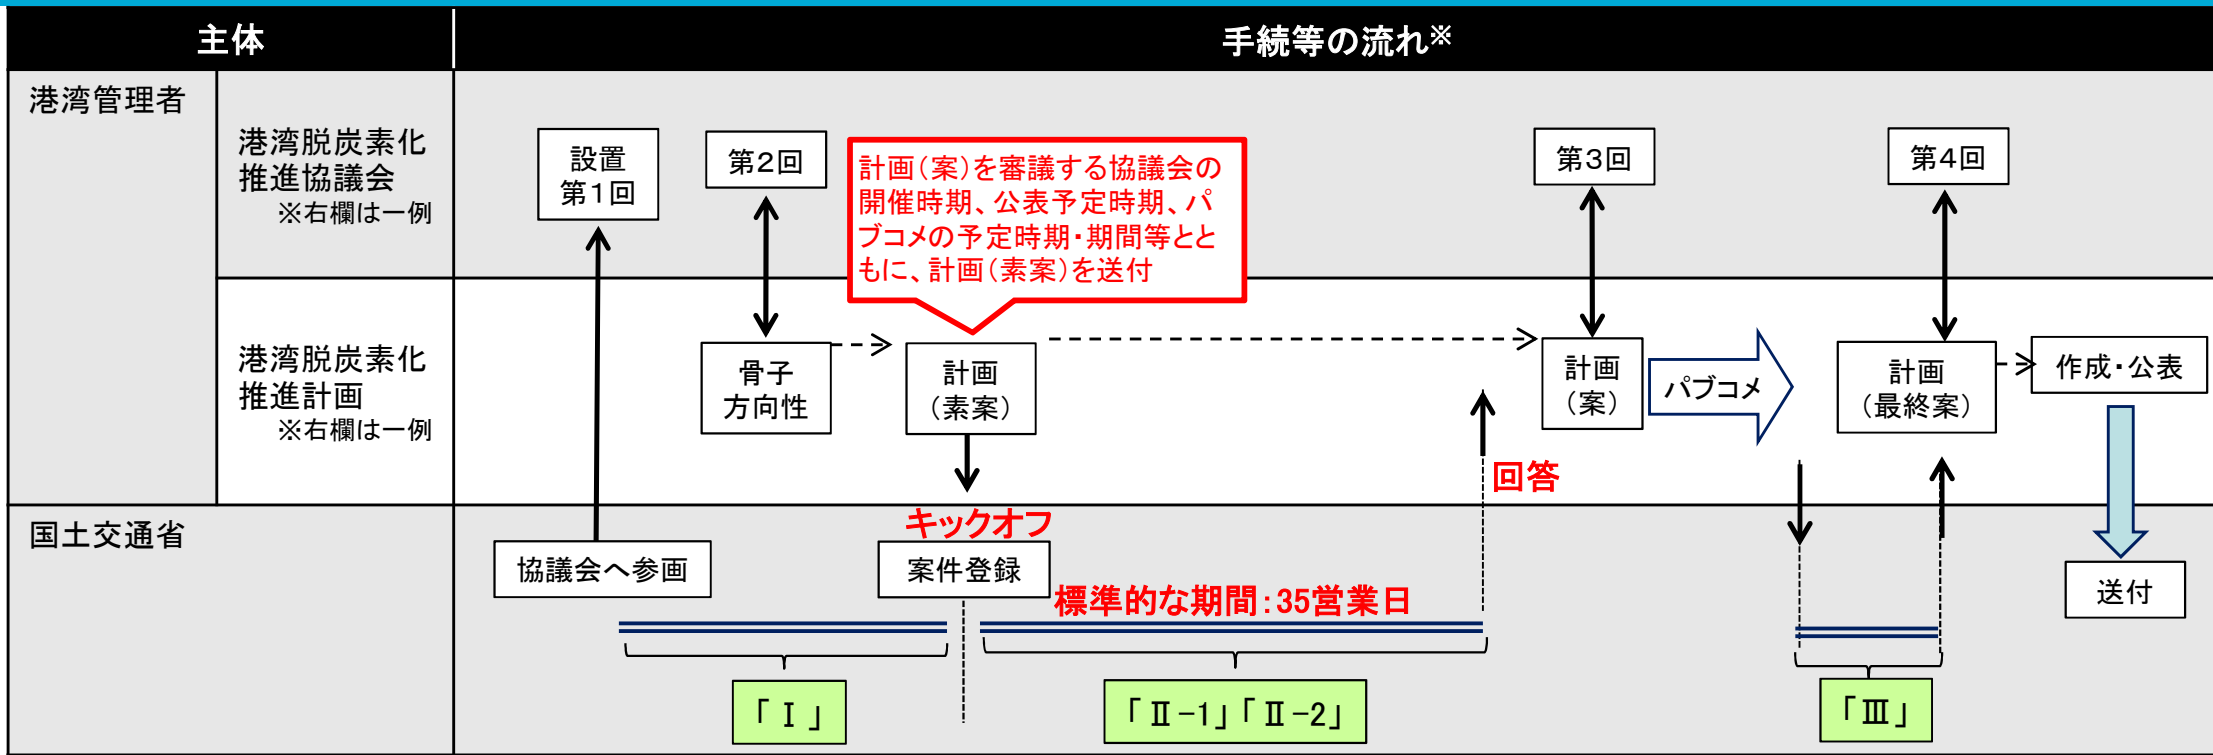 主体
手続等の流れ※
港湾管理者
港湾脱炭素化
推進協議会
※右欄は一例
設置
第1回
第2回
計画(案)を審議する協議会の
開催時期、公表予定時期、パ
ブコメの予定時期・期間等とと
もに、計画(素案)を送付
第3回
第4回
港湾脱炭素化
推進計画
※右欄は一例
骨子
方向性
計画
(素案)
計画
(案)
パブコメ
計画
(最終案)
作成・公表
回答
国土交通省
協議会へ参画
キックオフ
案件登録
標準的な期間:35営業日
送付
「Ⅰ」
「Ⅱ-1」「Ⅱ-2」
「Ⅲ」